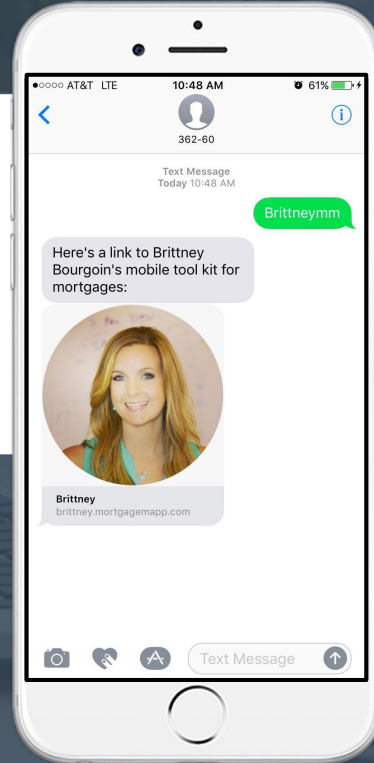 AT&T LTE 10:48 AM 61%
362-60
Text Message
Today 10:48 AM
Brittneymm
Here's a link to Brittney
Bourgoin's mobile tool kit for
mortgages:
Brittney
brittney.mortgagemapp.com
Text Message